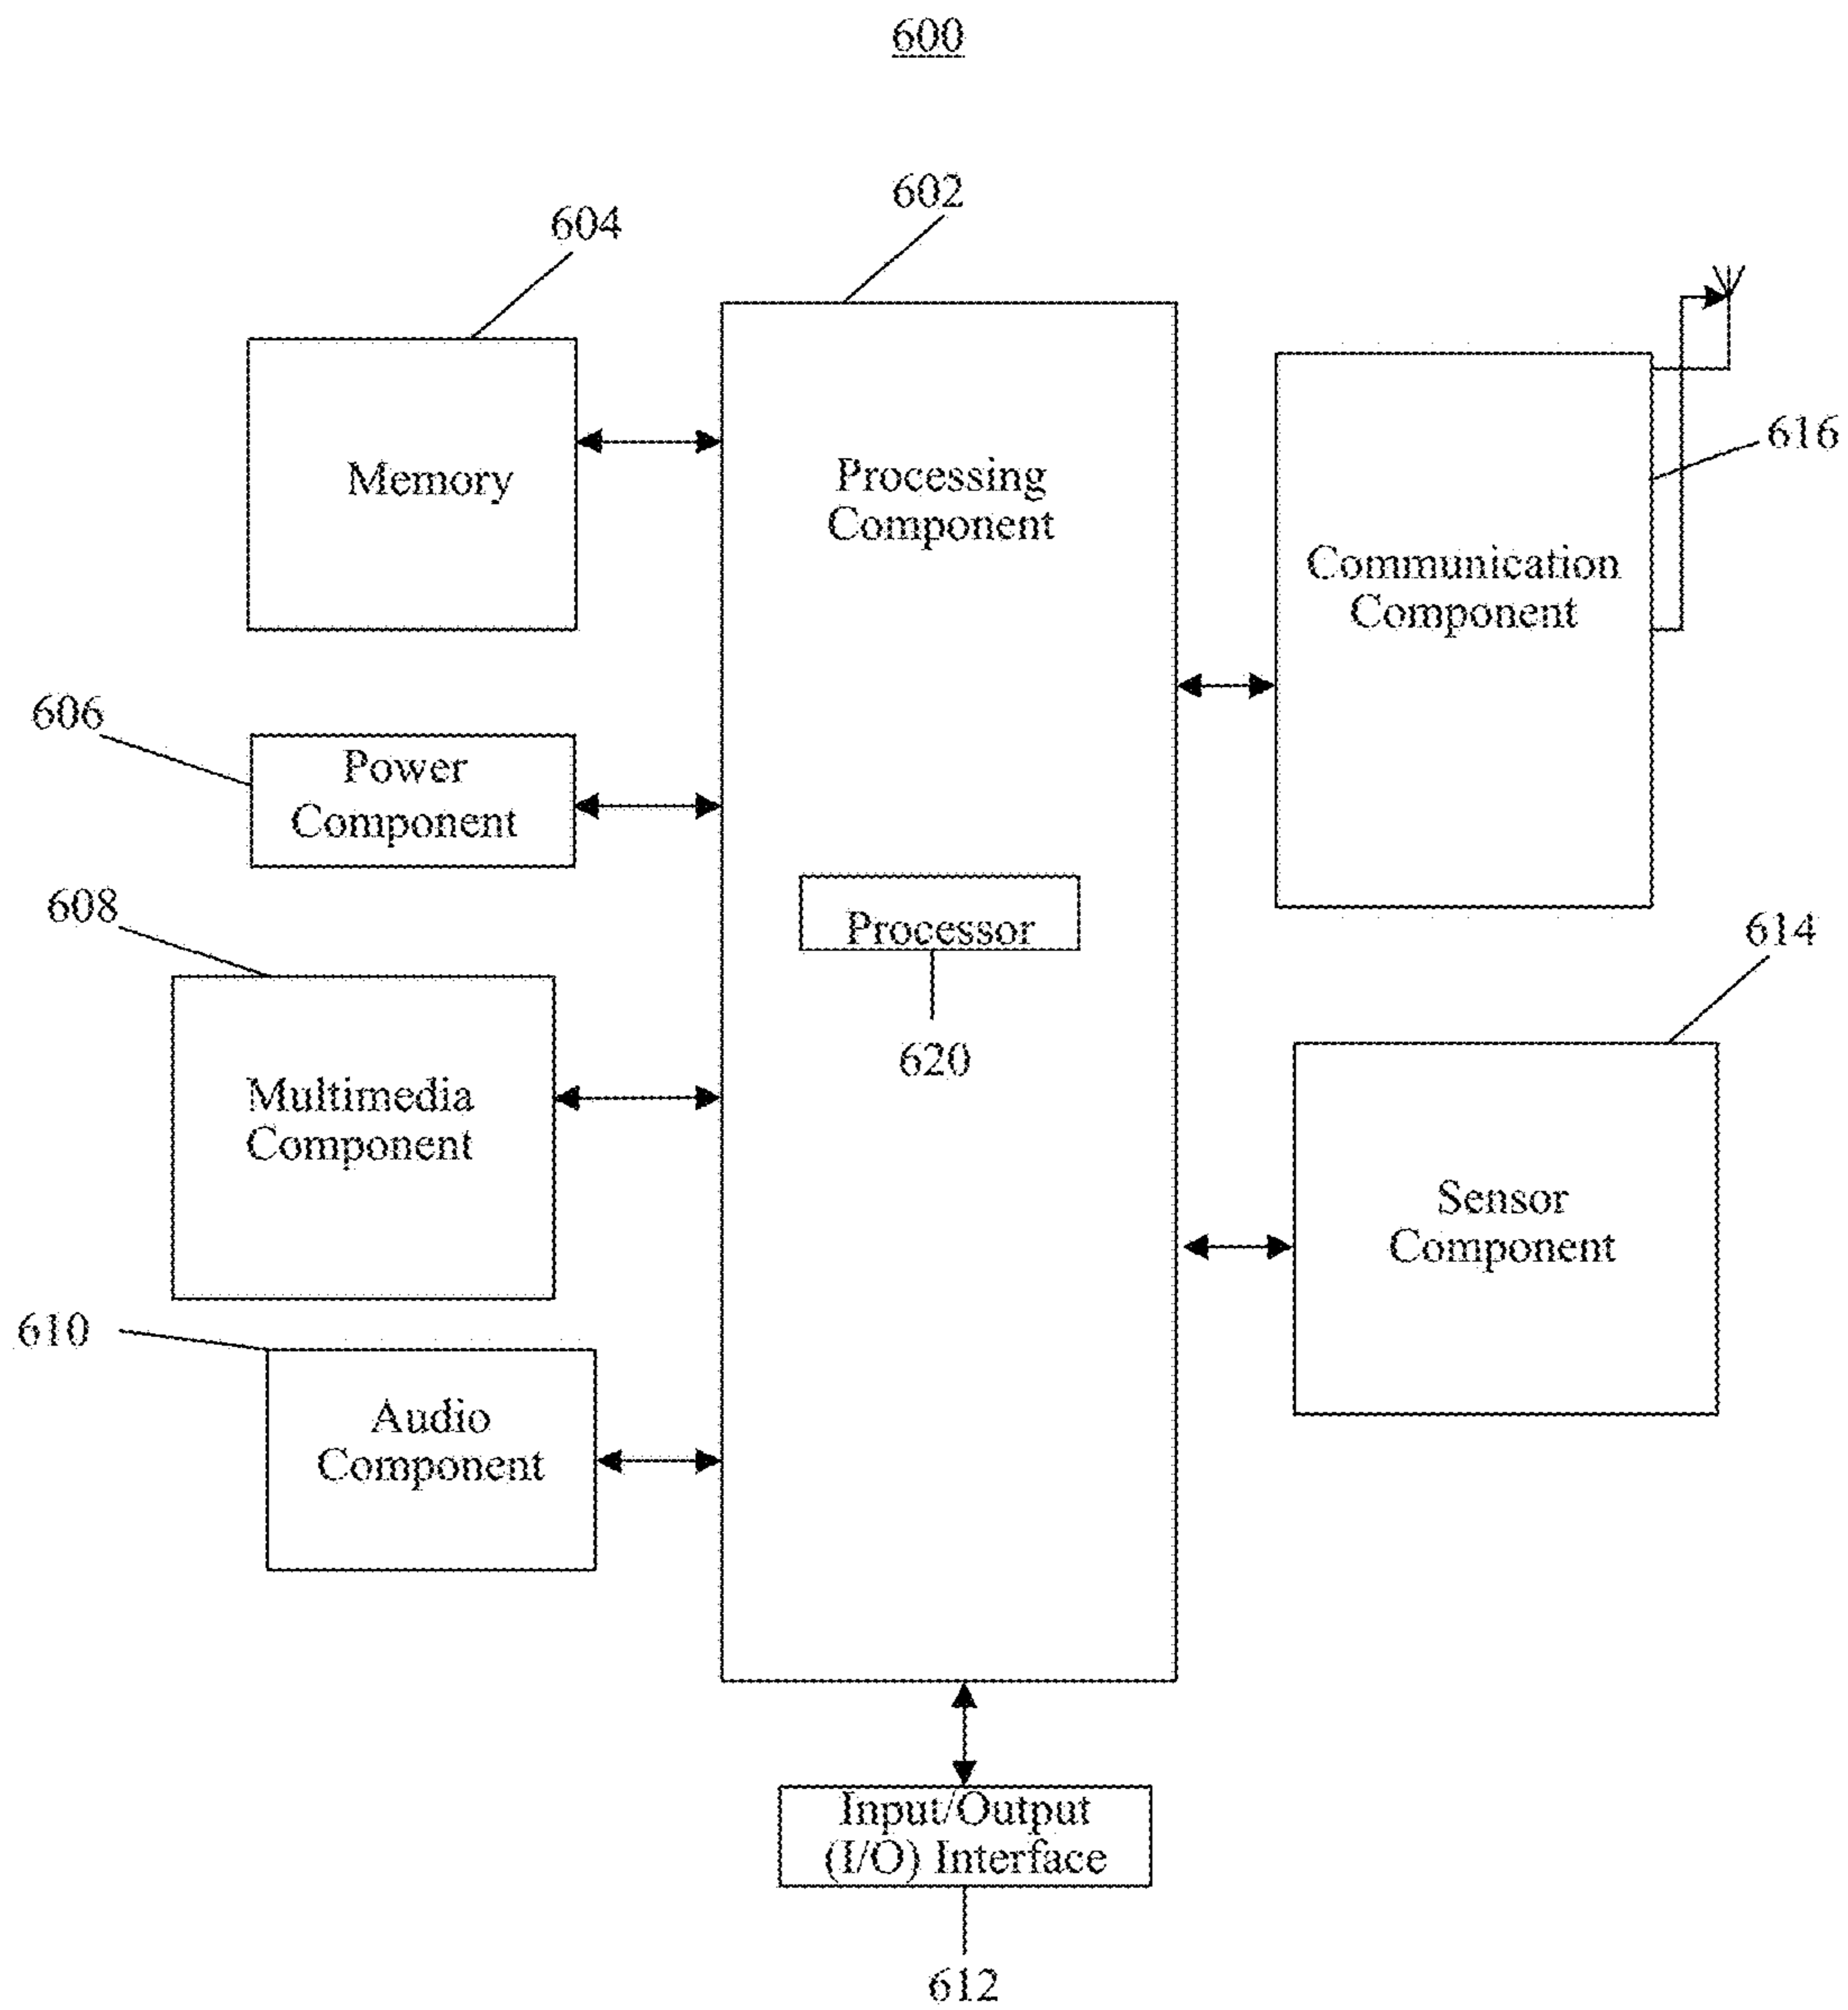 600
602
604
Memory
Processing
Component
616
Communication
Component
606
Power
Component
608
Processor
614
620
Multimedia
Component
Sensor
Component
610
Audio
Component
Input/Output
(I/O) Interface
612